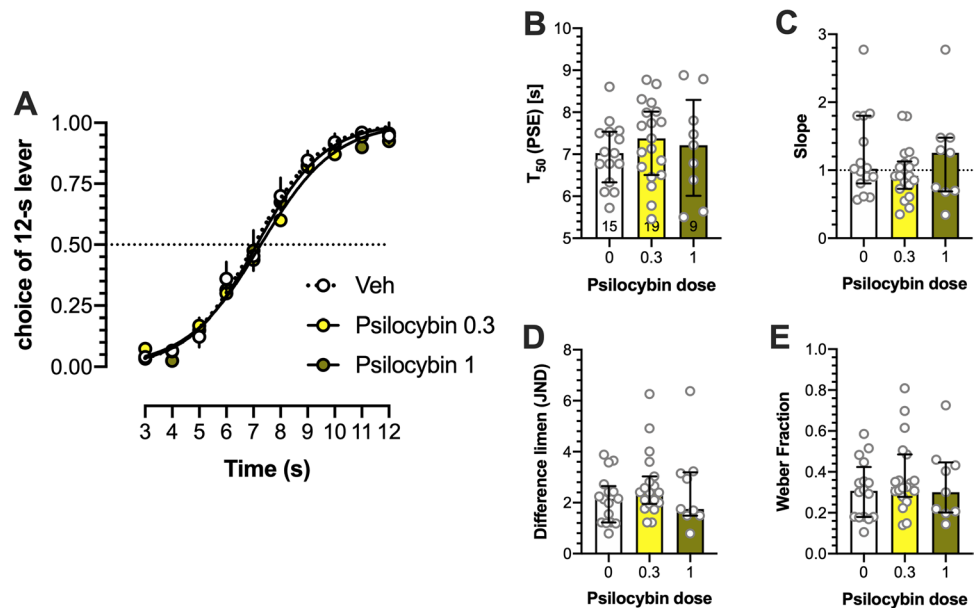 A
choice of 12-s lever
1.00
0.75
0.50
0.25
0.00
Veh
Psilocybin 0.3
Psilocybin 1
3 4 5 6 7 8 9 10 11 12
Time (s)
B
T50 (PSE) [s]
10
9
8
7
6
5
15 19 9
0 0.3 1
Psilocybin dose
C
Slope
3
2
1
0
0 0.3 1
Psilocybin dose
D
Difference limen (JND)
8
6
4
2
0
0 0.3 1
Psilocybin dose
E
Weber Fraction
1.0
0.8
0.6
0.4
0.2
0.0
0 0.3 1
Psilocybin dose